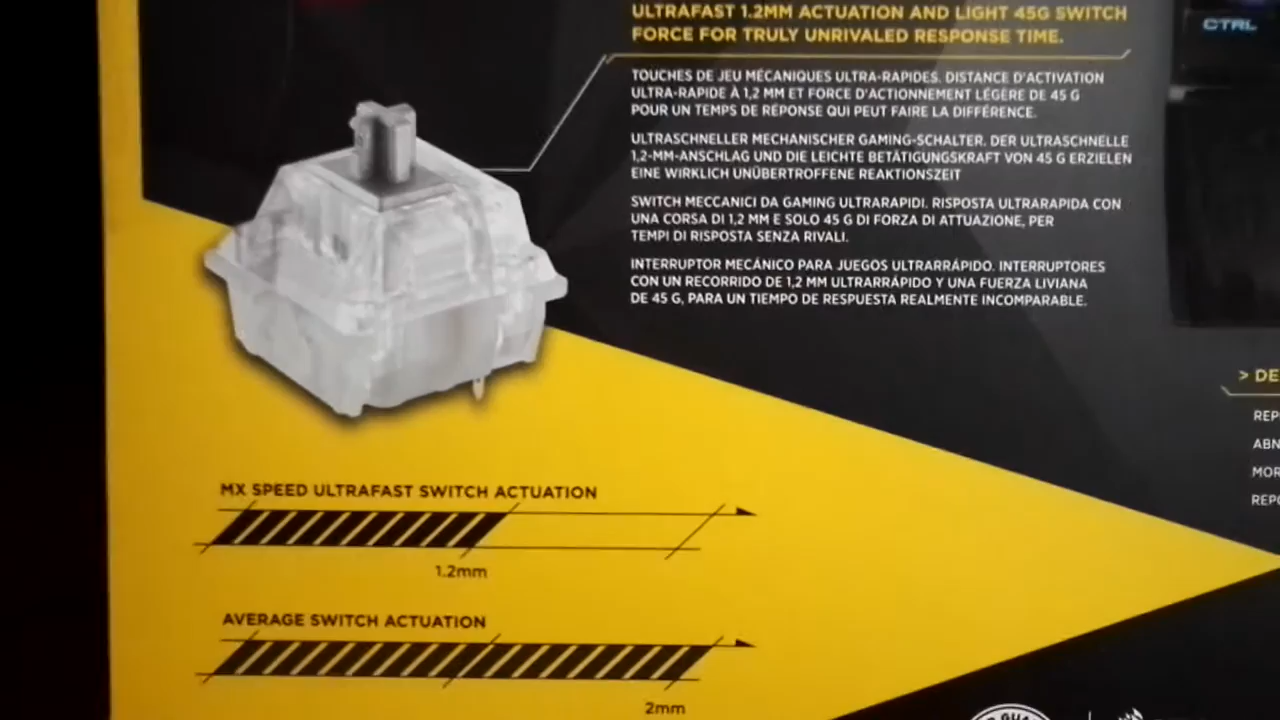 ULTRAFAST 1.2MM ACTUATION AND LIGHT 45G SWITCH
FORCE FOR TRULY UNRIVALED RESPONSE TIME.
CTRL
TOUCHES DE JEU MÉCANIQUES ULTRA-RAPIDES. DISTANCE D'ACTIVATION
ULTRA-RAPIDE À 1,2 MM ET FORCE D'ACTIONNEMENT LÉGÈRE DE 45 G
POUR UN TEMPS DE RÉPONSE QUI PEUT FAIRE LA DIFFÉRENCE.
ULTRASCHNELLER MECHANISCHER GAMING-SCHALTER. DER ULTRASCHNELLE
1,2-MM-ANSCHLAG UND DIE LEICHTE BETÄTIGUNGSKRAFT VON 45 G ERZIELEN
EINE WIRKLICH UNÜBERTROFFENE REAKTIONSZEIT
SWITCH MECCANICI DA GAMING ULTRARAPIDI. RISPOSTA ULTRARAPIDA CON
UNA CORSA DI 1,2 MM E SOLO 45 G DI FORZA DI ATTUAZIONE, PER
TEMPI DI RISPOSTA SENZA RIVALI.
INTERRUPTOR MECÁNICO PARA JUEGOS ULTRARRÁPIDO. INTERRUPTORES
CON UN RECORRIDO DE 1,2 MM ULTRARRÁPIDO Y UNA FUERZA LIVIANA
DE 45 G, PARA UN TIEMPO DE RESPUESTA REALMENTE INCOMPARABLE.
> DE
REP
ABN
MOR
REPO
MX SPEED ULTRAFAST SWITCH ACTUATION
1.2mm
AVERAGE SWITCH ACTUATION
2mm